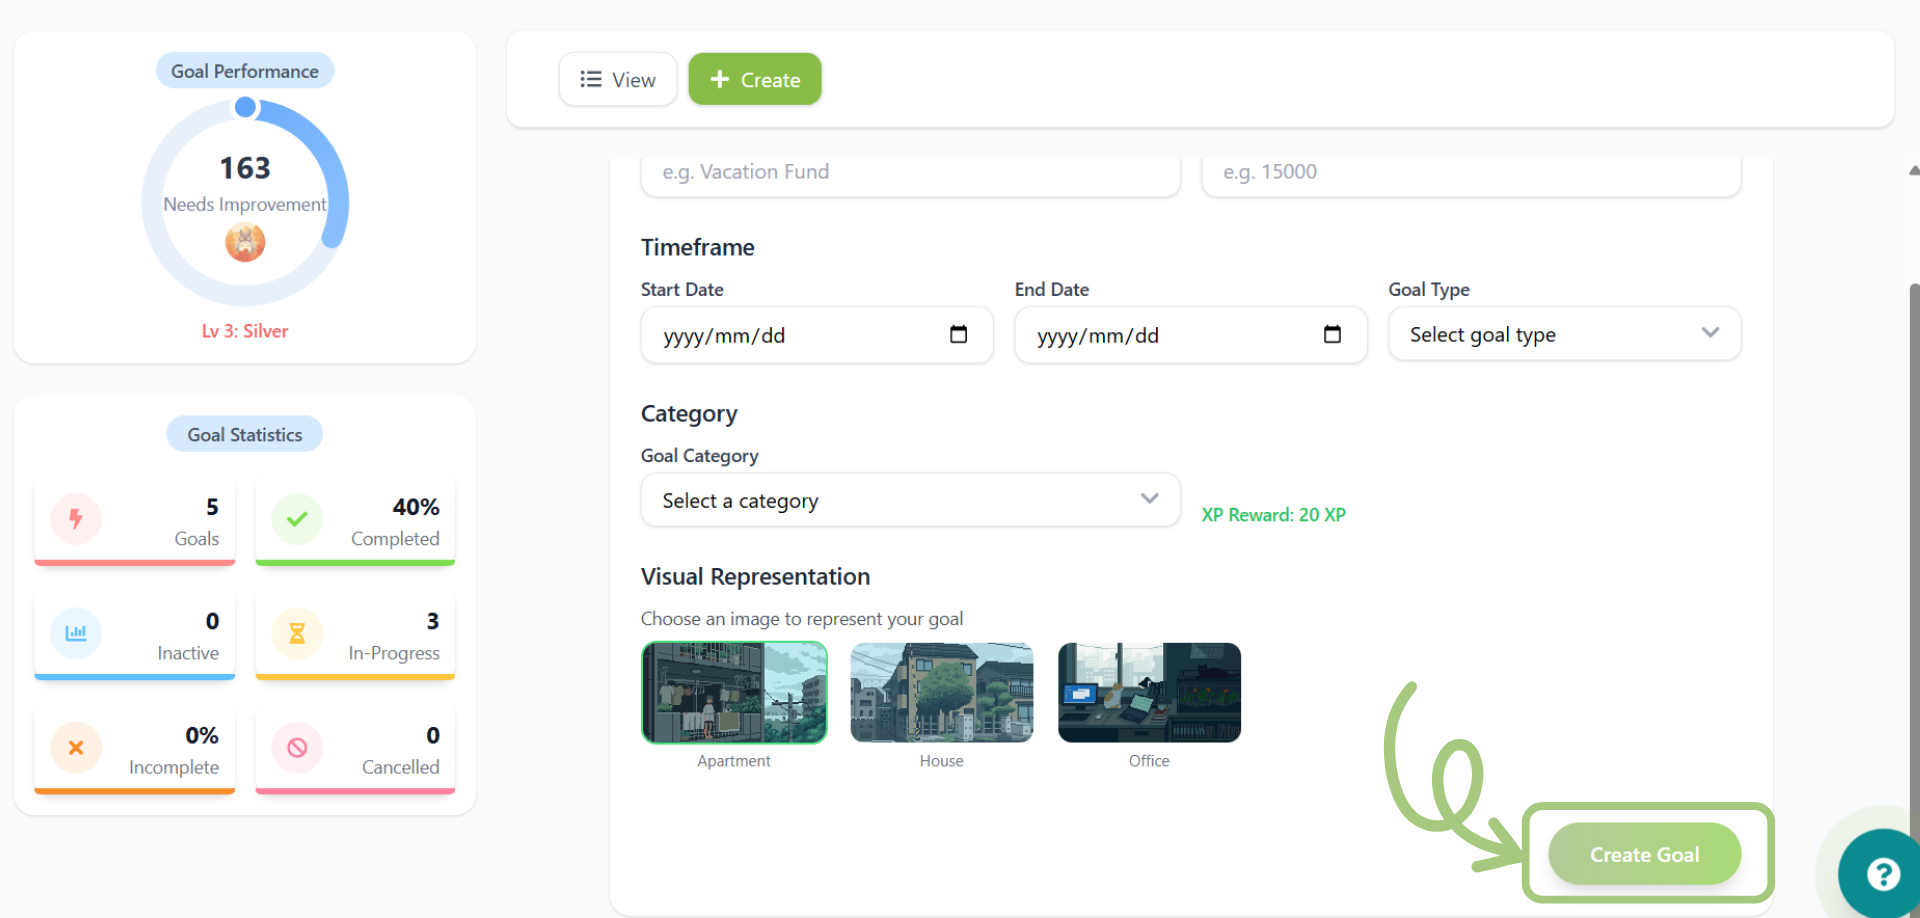 Goal Performance
163
Needs Improvement
Lv 3: Silver
Goal Statistics
5
Goals
40%
Completed
0
Inactive
3
In-Progress
0%
Incomplete
0
Cancelled
View
Create
e.g. Vacation Fund
e.g. 15000
Timeframe
Start Date
End Date
Goal Type
yyyy/mm/dd
yyyy/mm/dd
Select goal type
Category
Goal Category
Select a category
XP Reward: 20 XP
Visual Representation
Choose an image to represent your goal
Apartment
House
Office
Create Goal
?